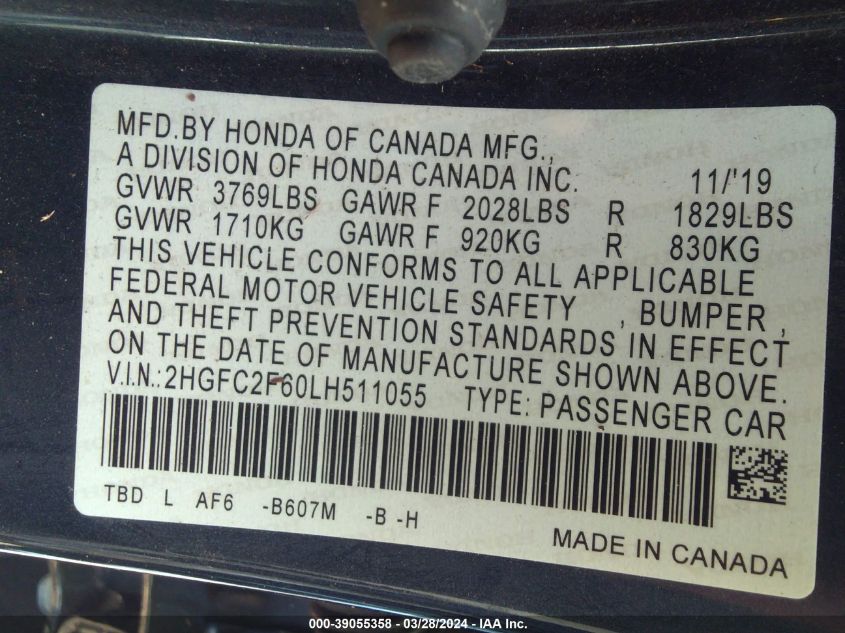 MFD.BY HONDA OF CANADA MFG.,
A DIVISION OF HONDA CANADA INC. 11/'19
GVWR 3769LBS GAWR F 2028LBS R 1829LBS
GVWR 1710KG GAWR F 920KG R 830KG
THIS VEHICLE CONFORMS TO ALL APPLICABLE
FEDERAL MOTOR VEHICLE SAFETY , BUMPER ,
AND THEFT PREVENTION STANDARDS IN EFFECT
ON THE DATE OF MANUFACTURE SHOWN ABOVE.
V.I.N.:2HGFC2F60LH511055 TYPE: PASSENGER CAR
TBD L AF6 -B607M -B -H
MADE IN CANADA
000-39055358 - 03/28/2024 - IAA Inc.